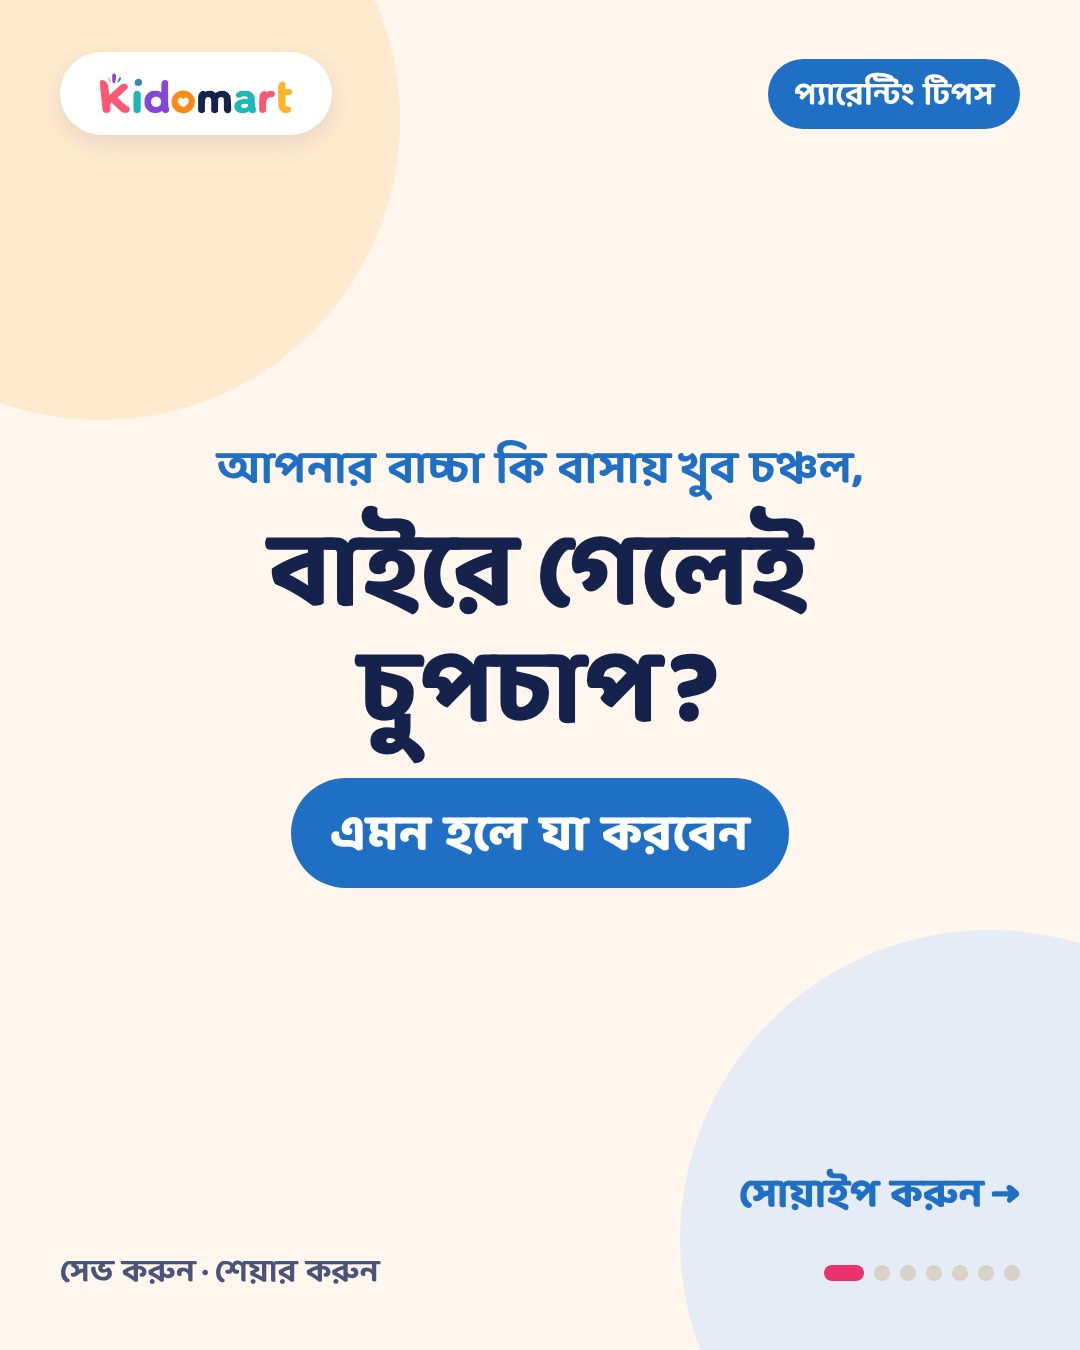 Kidomart
প্যারেন্টিং টিপস
আপনার বাচ্চা কি বাসায় খুব চঞ্চল,
বাইরে গেলেই
চুপচাপ?
এমন হলে যা করবেন
সোয়াইপ করুন →
সেভ করুন · শেয়ার করুন